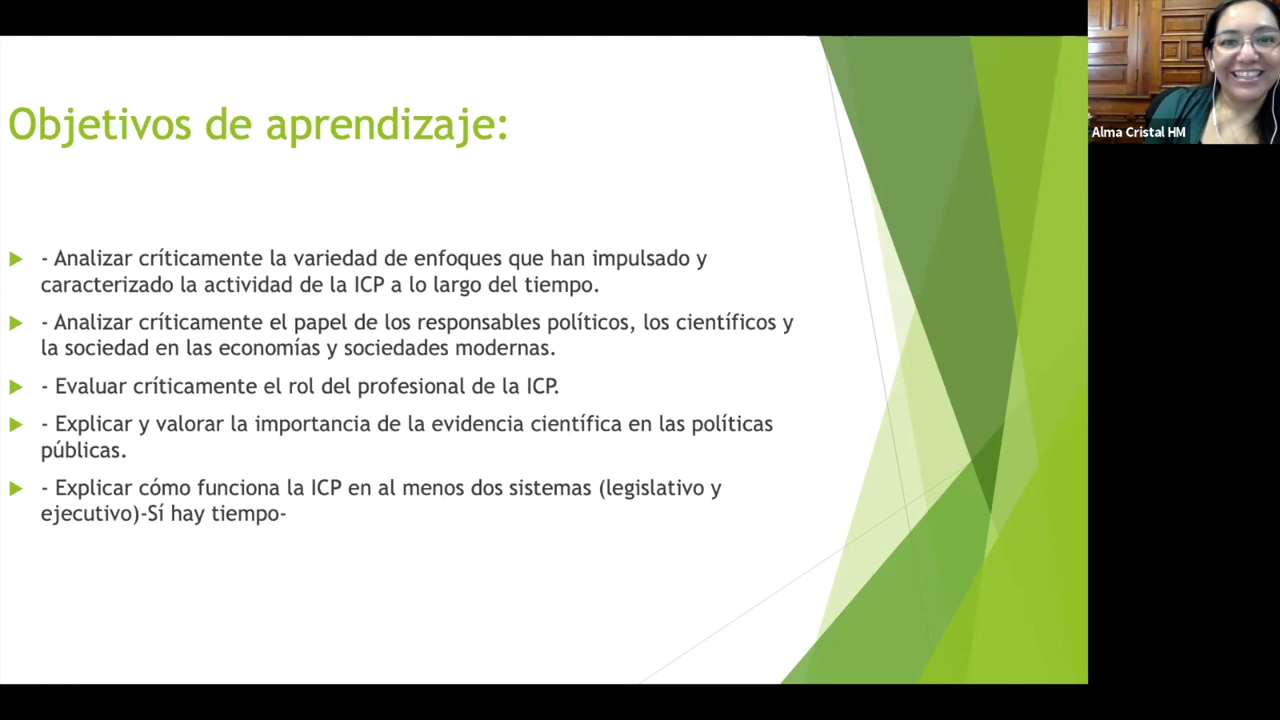 Objetivos de aprendizaje:
- Analizar críticamente la variedad de enfoques que han impulsado y
caracterizado la actividad de la ICP a lo largo del tiempo.
- Analizar críticamente el papel de los responsables políticos, los científicos y
la sociedad en las economías y sociedades modernas.
- Evaluar críticamente el rol del profesional de la ICP.
- Explicar y valorar la importancia de la evidencia científica en las políticas
públicas.
- Explicar cómo funciona la ICP en al menos dos sistemas (legislativo y
ejecutivo)-Sí hay tiempo-
Alma Cristal HM